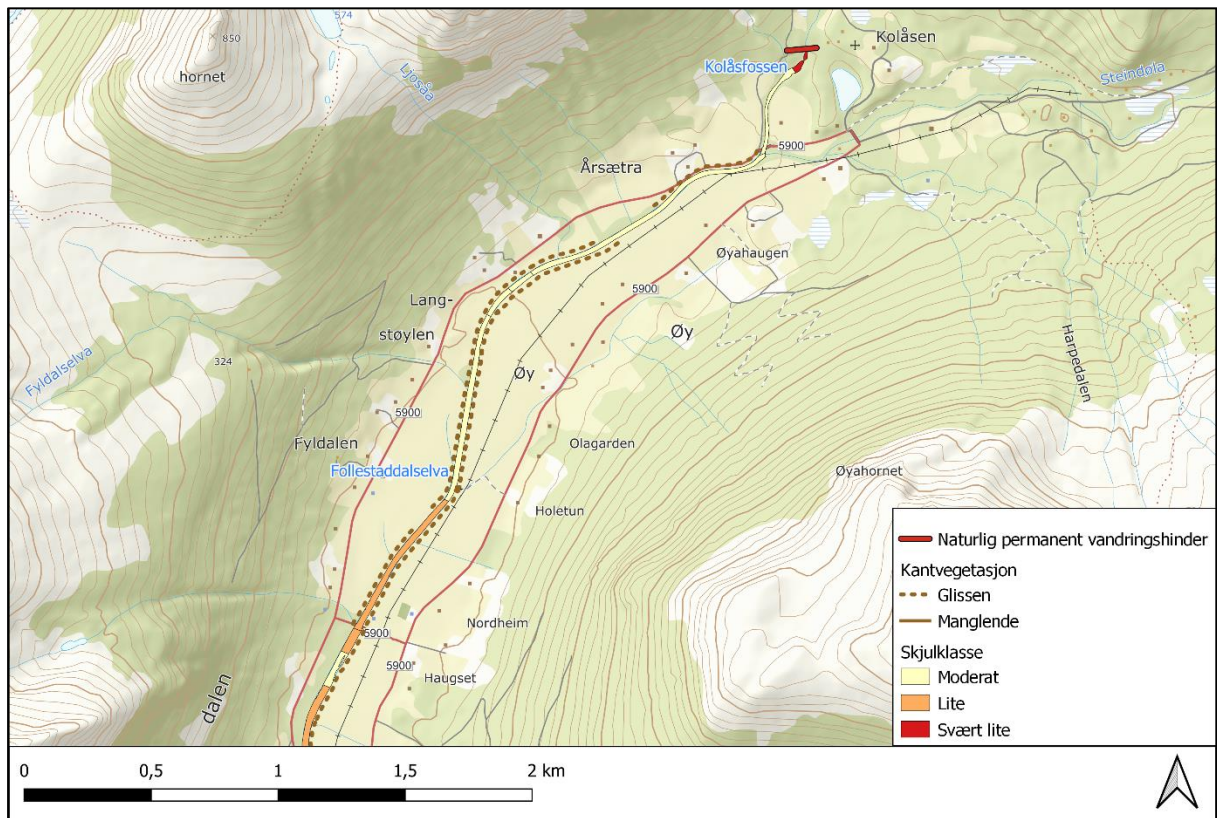 574
850
hornet
Ljosåa
Kolåsen
Kolåsfossen
Steindøla
5900
Årsætra
Øyahaugen
5900
Lang-
støylen
Øy
Øy
Fyldalselva
324
Harpedalen
5900
Fyldalen
Olagarden
Follestaddalselva
Øyahornet
Holetun
Nordheim
5900
5900
Haugset
dalen
Naturlig permanent vandringshinder
Kantvegetasjon
Glissen
Manglende
Skjulklasse
Moderat
Lite
Svært lite
0 0,5 1 1,5 2 km